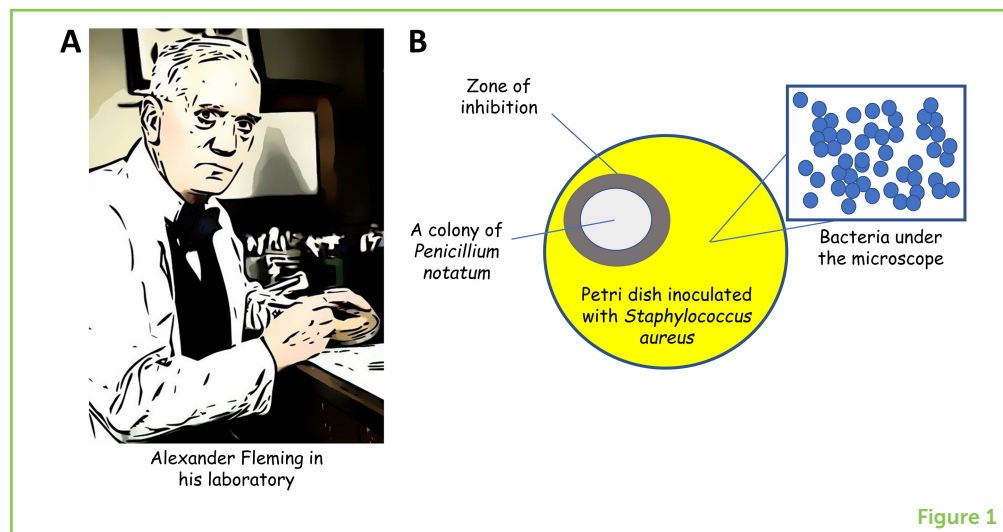 A
Alexander Fleming in
his laboratory
B
Zone of
inhibition
A colony of
Penicillium
notatum
Petri dish inoculated
with Staphylococcus
aureus
Bacteria under
the microscope
Figure 1